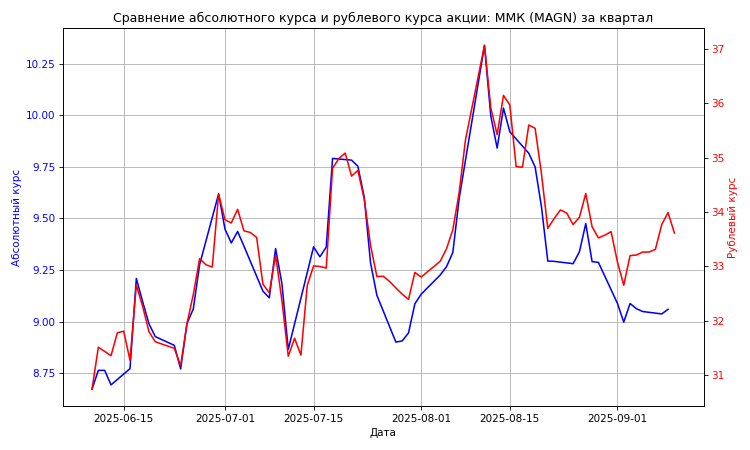 Сравнение абсолютного курса и рублевого курса акции: ММК (MAGN) за квартал
10.25
10.00
9.75
9.50
9.25
9.00
8.75
Абсолютный курс
37
36
35
34
33
32
31
Рублевый курс
2025-06-15 2025-07-01 2025-07-15 2025-08-01 2025-08-15 2025-09-01
Дата